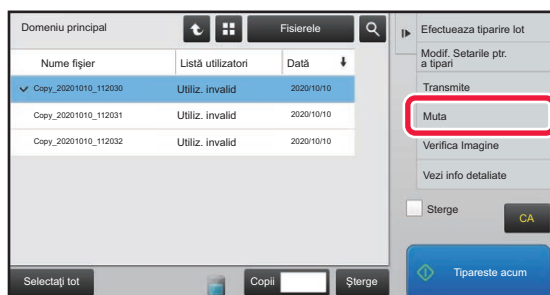 Domeniu principal
Fisierele
Nume fişier
Listă utilizatori
Dată
Copy_20201010_112030
Utiliz. invalid
2020/10/10
Copy_20201010_112031
Utiliz. invalid
2020/10/10
Copy_20201010_112032
Utiliz. invalid
2020/10/10
Selectaţi tot
Copii
Şterge
Efectueaza tiparire lot
Modif. Setarile ptr.
a tipari
Transmite
Muta
Verifica Imagine
Vezi info detaliate
Sterge
CA
Tipareste acum